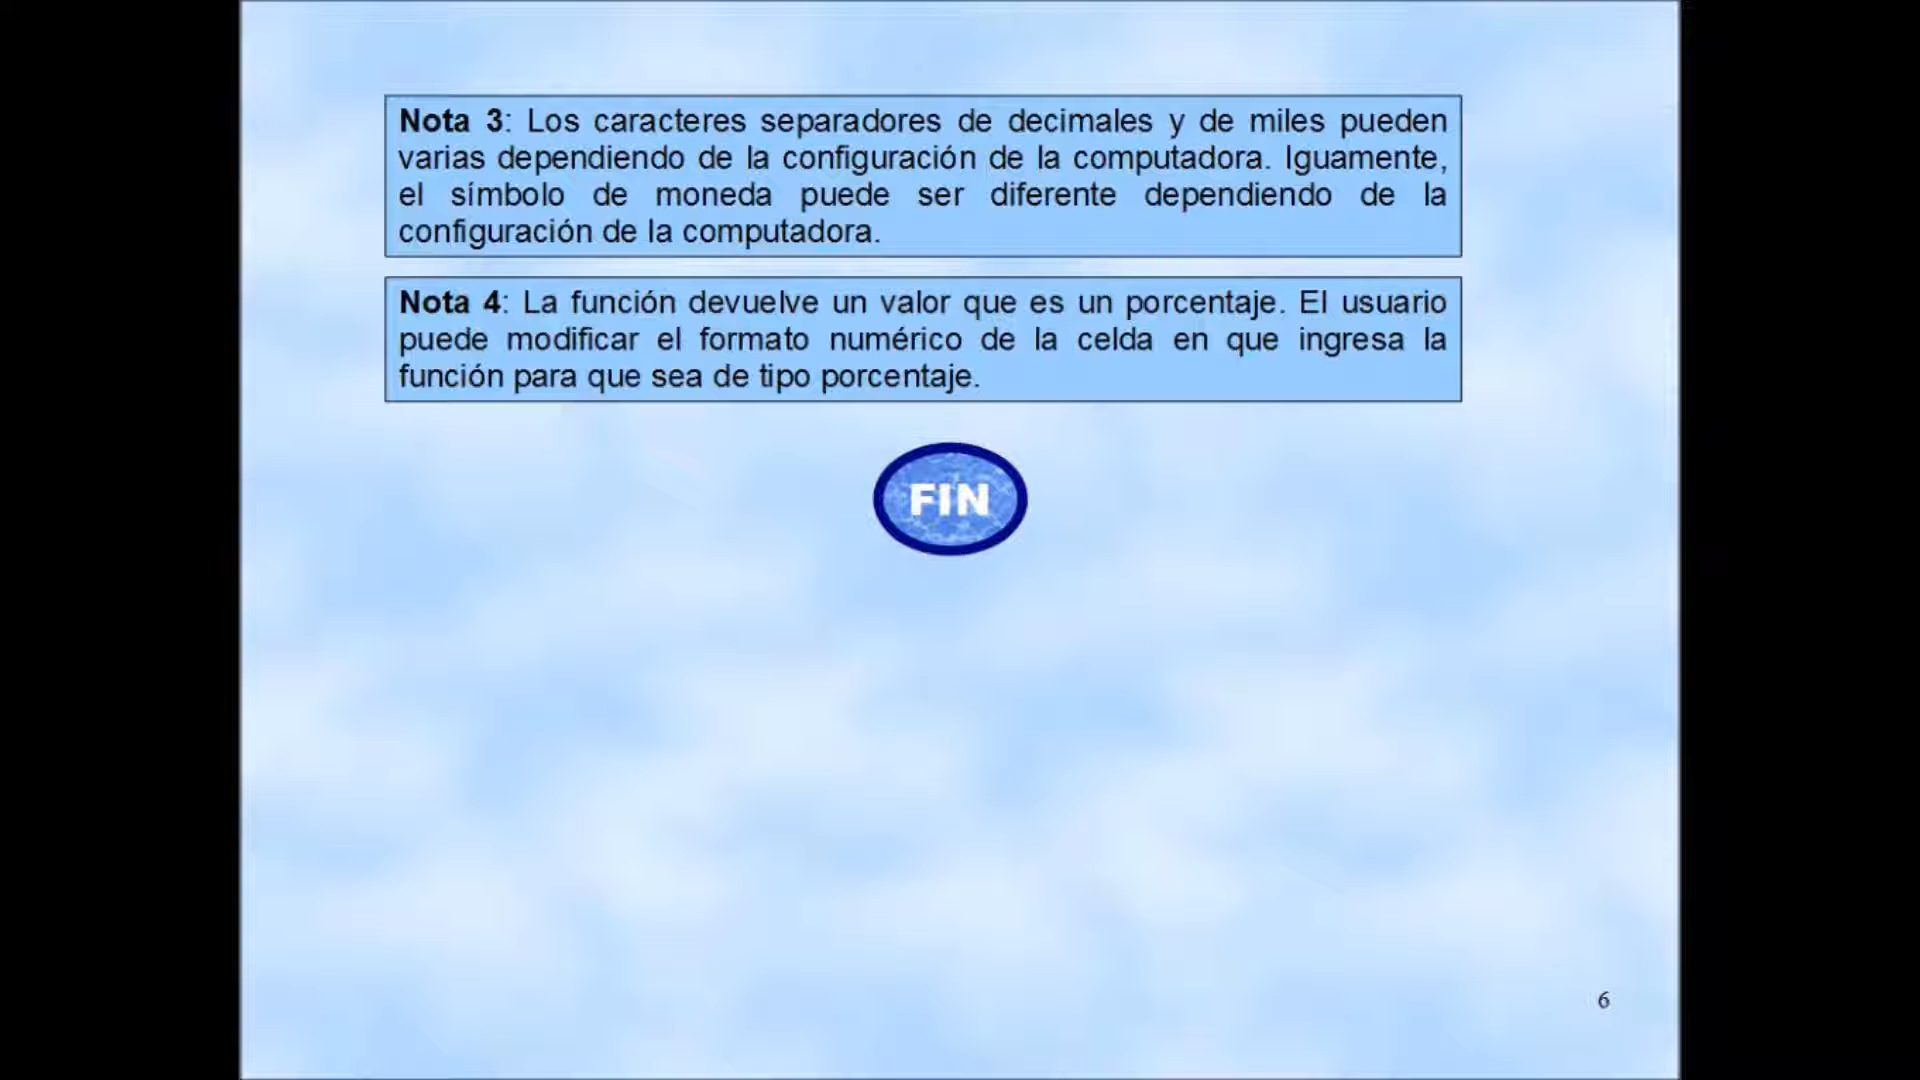 Nota 3: Los caracteres separadores de decimales y de miles pueden
varias dependiendo de la configuración de la computadora. Iguamente,
el símbolo de moneda puede ser diferente dependiendo de la
configuración de la computadora.
Nota 4: La función devuelve un valor que es un porcentaje. El usuario
puede modificar el formato numérico de la celda en que ingresa la
función para que sea de tipo porcentaje.
FIN
6